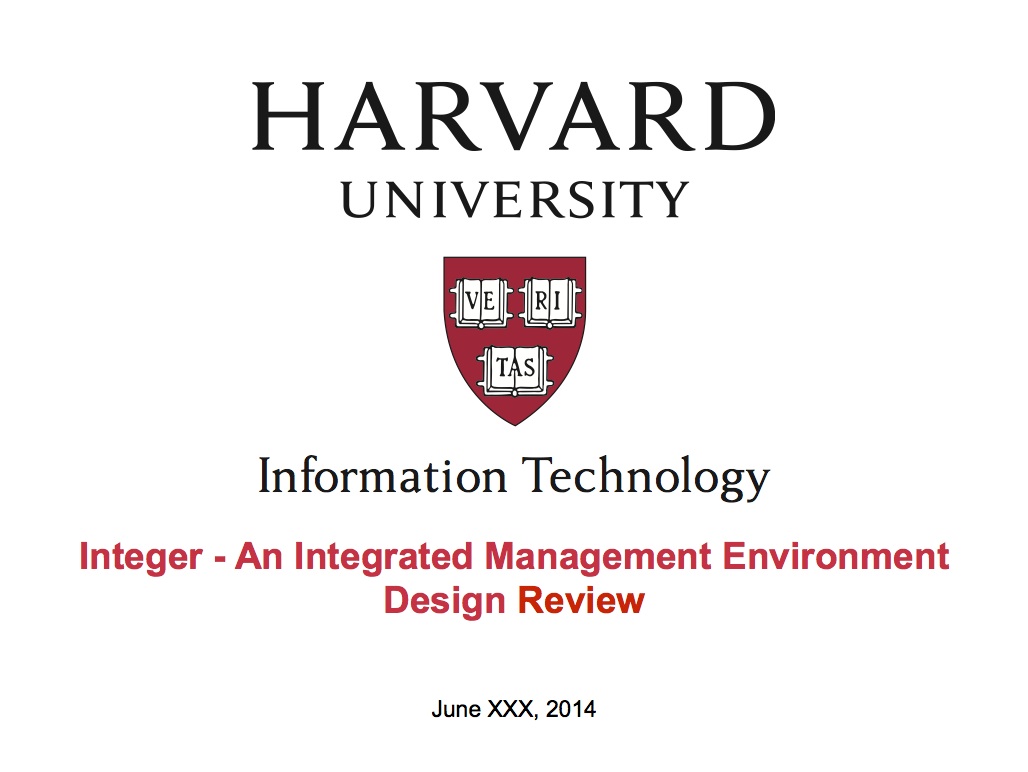 HARVARD
UNIVERSITY
VE RI
TAS
Information Technology
Integer - An Integrated Management Environment
Design Review
June XXX, 2014